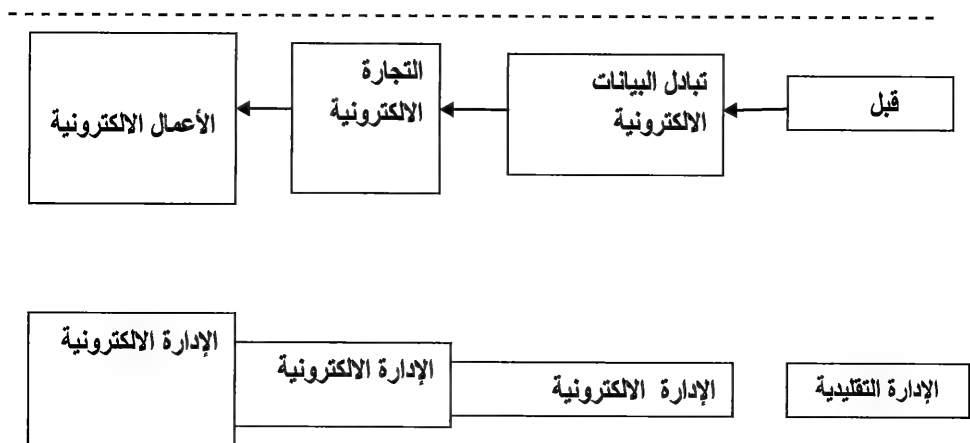 قبل
تبادل البيانات
الالكترونية
التجارة
الالكترونية
الأعمال الالكترونية
الإدارة التقليدية
الإدارة الالكترونية
الإدارة الالكترونية
الإدارة الالكترونية